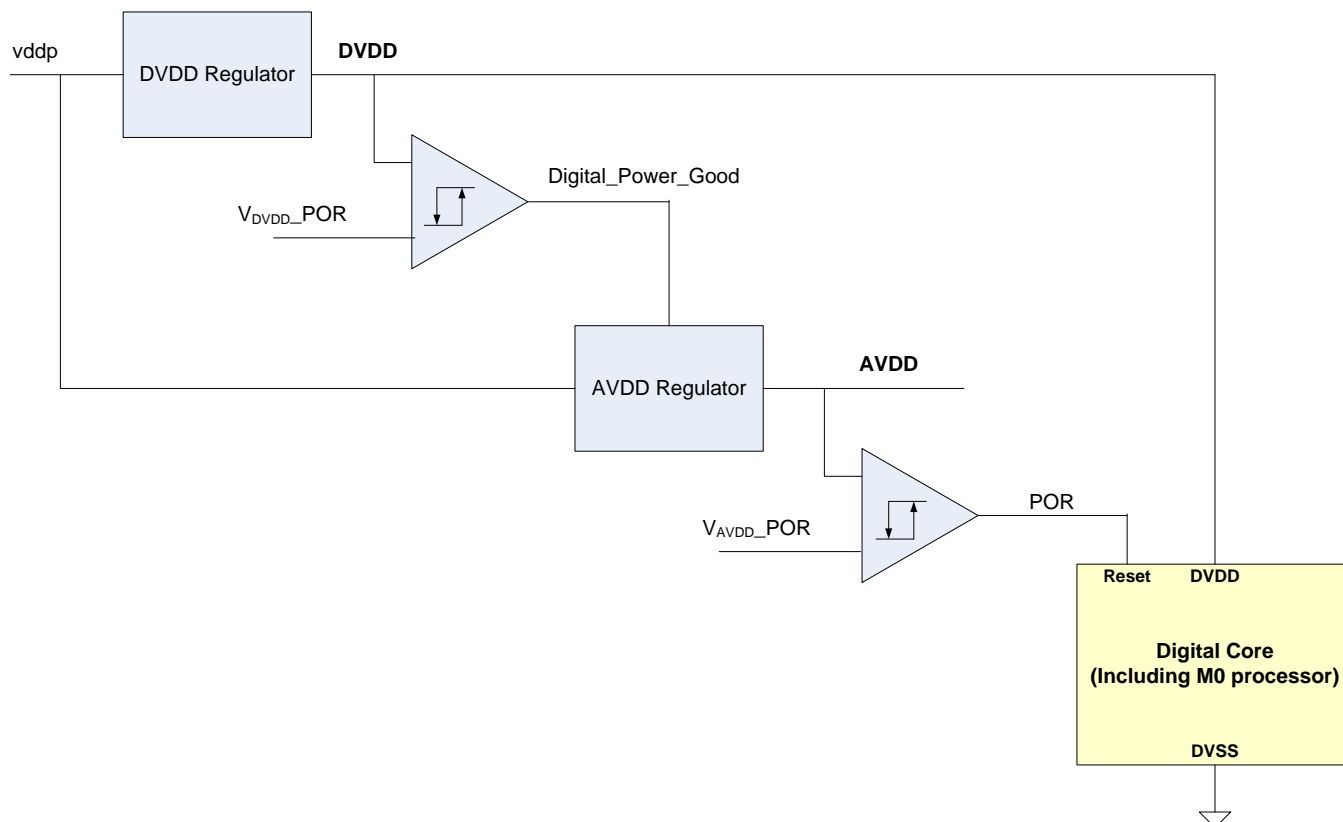 vddp
DVDD Regulator
DVDD
Digital_Power_Good
VDVDD_POR
AVDD Regulator
AVDD
VAVDD_POR
POR
Reset
DVDD
Digital Core
(Including M0 processor)
DVSS